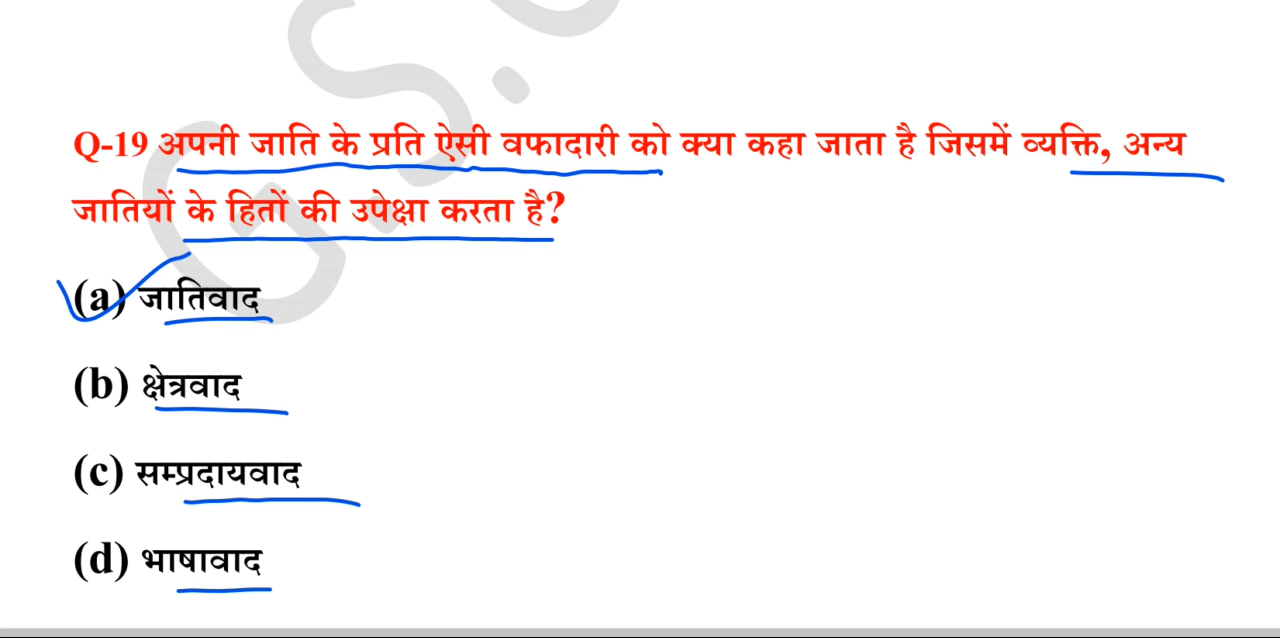 Q-19 अपनी जाति के प्रति ऐसी वफादारी को क्या कहा जाता है जिसमें व्यक्ति, अन्य
जातियों के हितों की उपेक्षा करता है?
(a) जातिवाद
(b) क्षेत्रवाद
(c) सम्प्रदायवाद
(d) भाषावाद